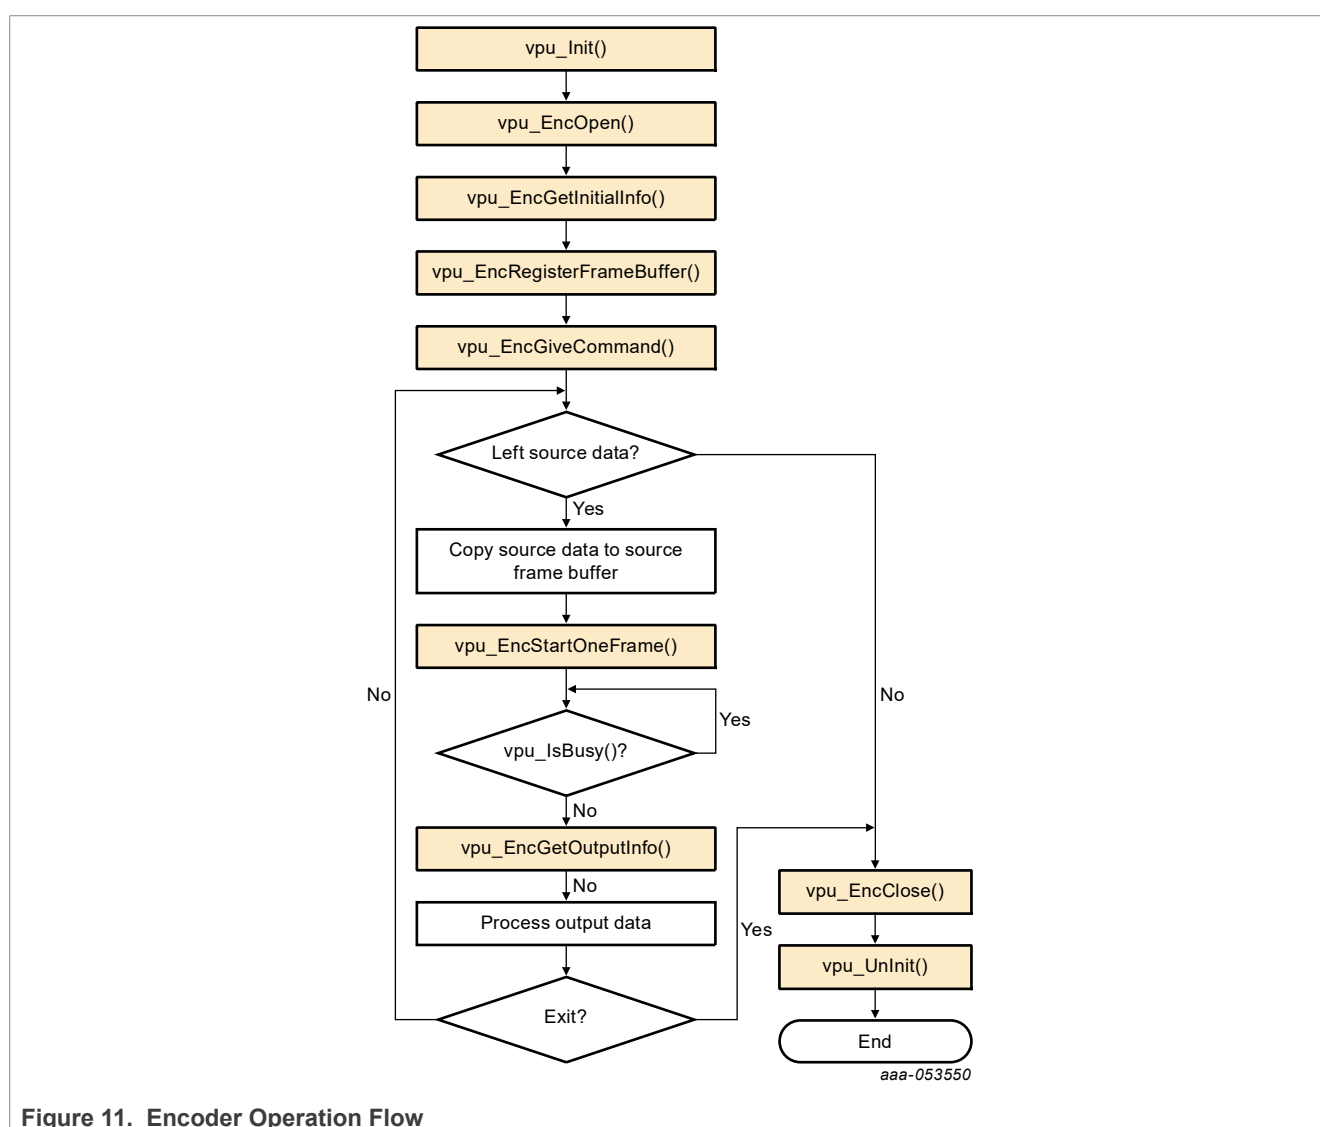 vpu_Init()
vpu_EncOpen()
vpu_EncGetInitialInfo()
vpu_EncRegisterFrameBuffer()
vpu_EncGiveCommand()
Left source data?
Yes
Copy source data to source
frame buffer
vpu_EncStartOneFrame()
No
No
Yes
vpu_IsBusy()?
No
vpu_EncGetOutputInfo()
No
Process output data
Yes
Exit?
vpu_EncClose()
vpu_UnInit()
End
aaa-053550
Figure 11. Encoder Operation Flow